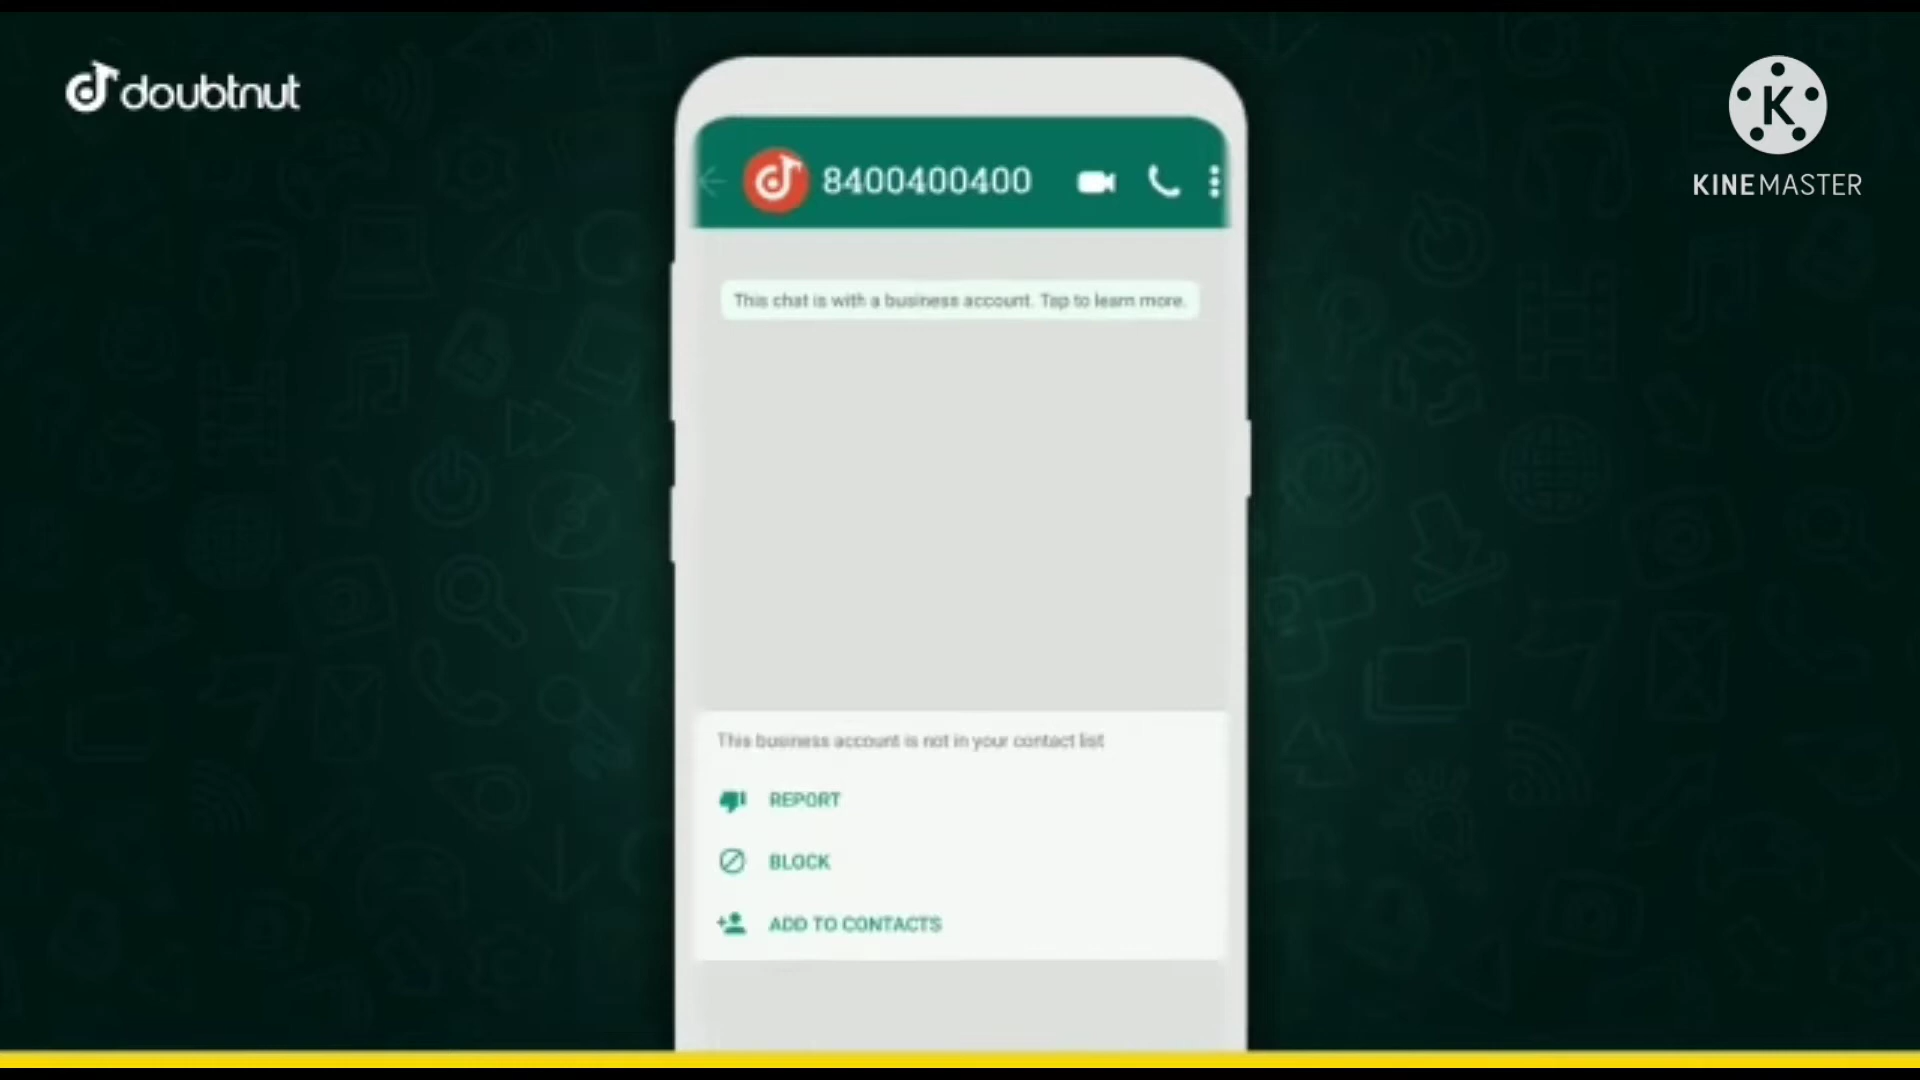 doubtnut
K
KINEMASTER
8400400400
This chat is with a business account. Tap to learn more.
This business account is not in your contact list
REPORT
BLOCK
ADD TO CONTACTS